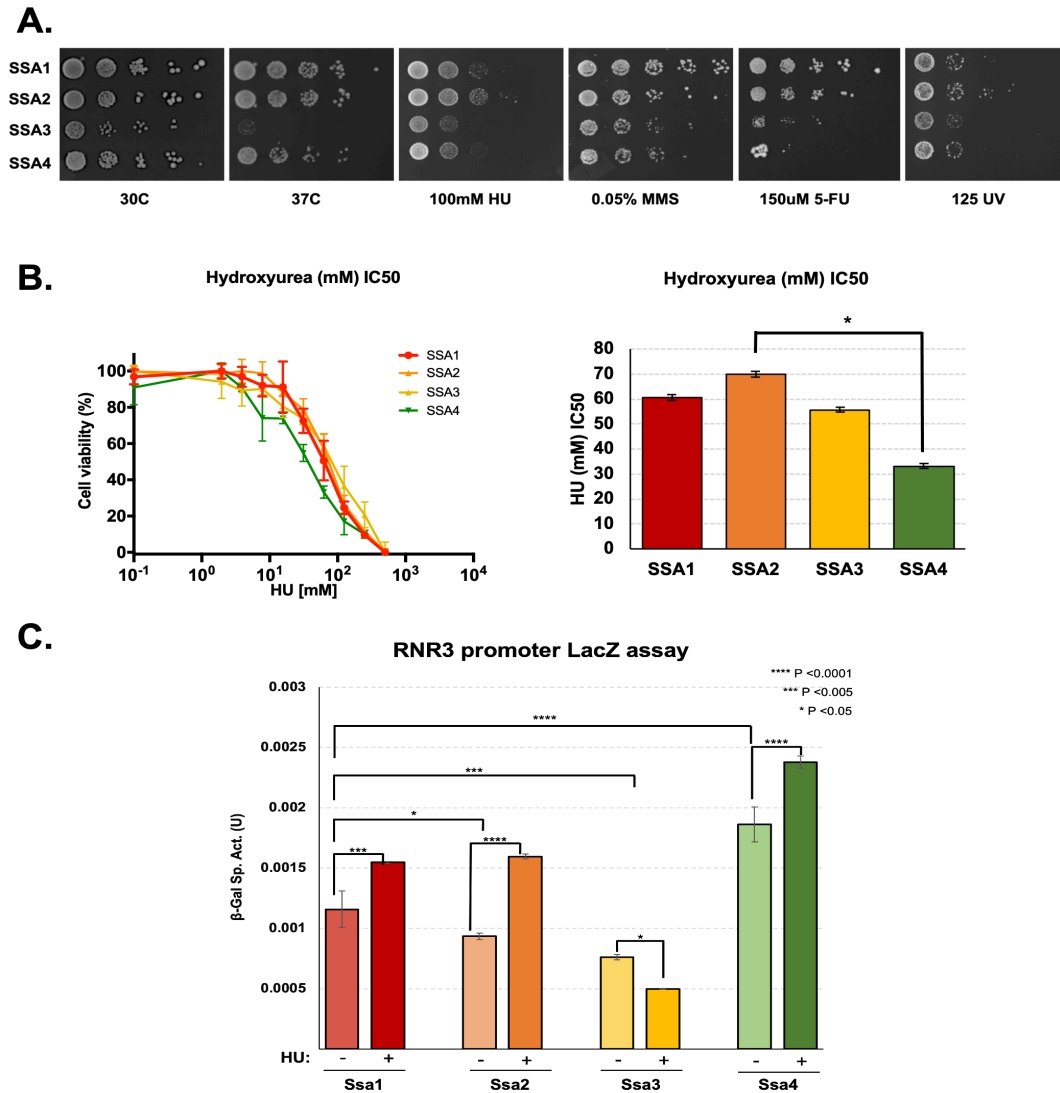 A.
SSA1
SSA2
SSA3
SSA4
30C 37C 100mM HU 0.05% MMS 150uM 5-FU 125 UV
B.
Hydroxyurea (mM) IC50
Cell viability (%)
100
80
60
40
20
0
10-1 100 101 102 103 104
HU [mM]
SSA1
SSA2
SSA3
SSA4
Hydroxyurea (mM) IC50
*
HU (mM) IC50
80
70
60
50
40
30
20
10
0
SSA1 SSA2 SSA3 SSA4
C.
RNR3 promoter LacZ assay
**** P <0.0001
*** P <0.005
* P <0.05
β-Gal Sp. Act. (U)
0.003
0.0025
0.002
0.0015
0.001
0.0005
****
****
***
*
****
***
*
HU: - + - + - + - +
Ssa1 Ssa2 Ssa3 Ssa4